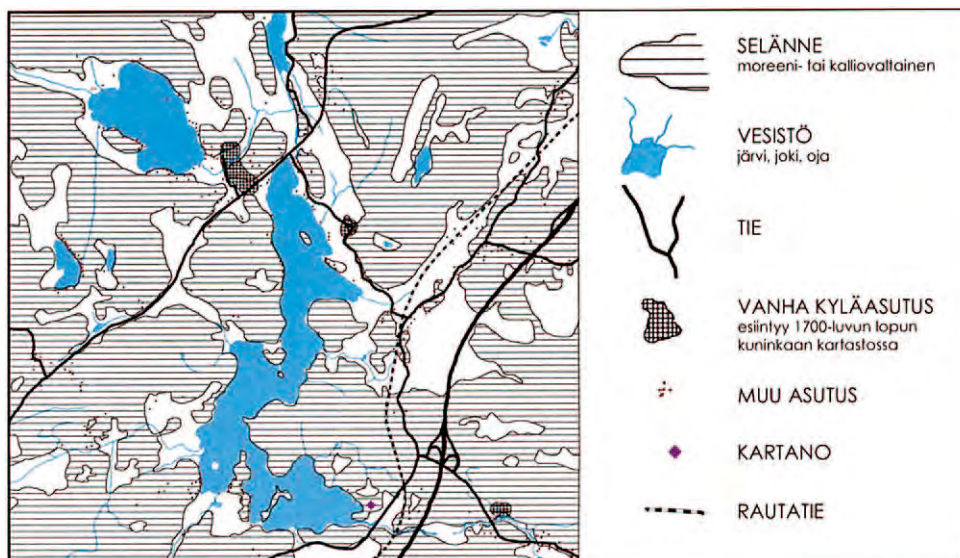 SELÄNNE
moreeni- tai kalliovaltainen
VESISTÖ
järvi, joki, oja
TIE
VANHA KYLÄASUTUS
esiintyy 1700-luvun lopun
kuninkaan kartastossa
MUU ASUTUS
KARTANO
RAUTATIE